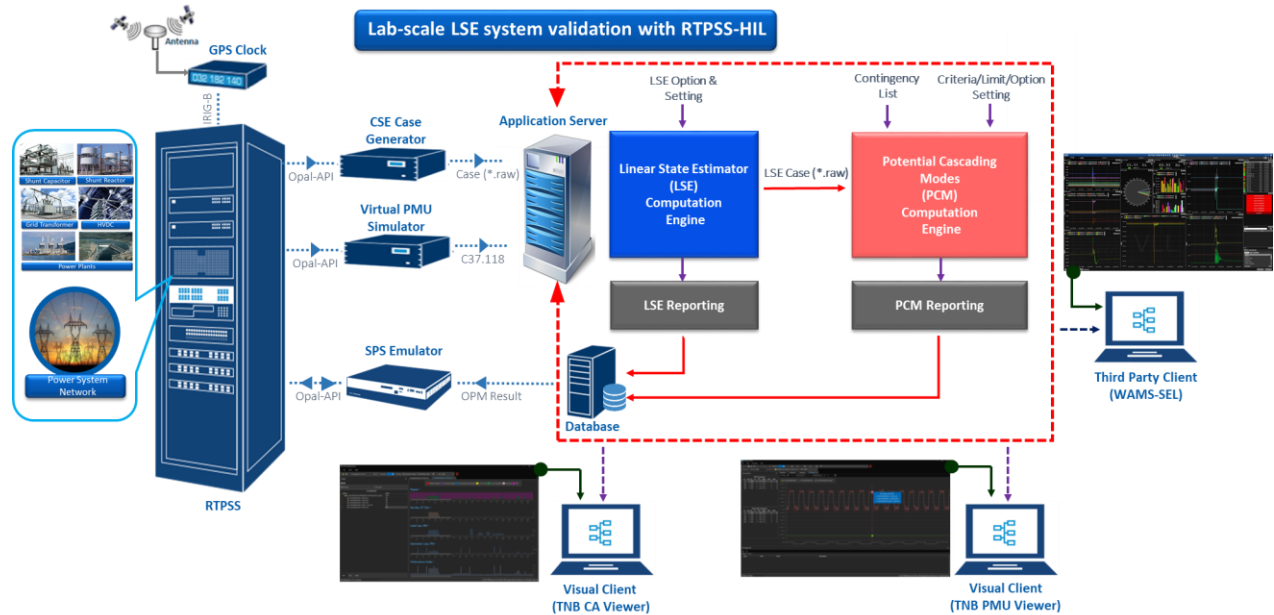 Lab-scale LSE system validation with RTPSS-HIL
Antenna
GPS Clock
032 182 140
IRIG-B
Shunt Capacitor
Shunt Reactor
Grid Transformer
HVDC
Power Plants
Power System
Network
RTPSS
Opal-API
CSE Case
Generator
Case (*.raw)
Opal-API
Virtual PMU
Simulator
C37.118
Opal-API
SPS Emulator
OPM Result
Application Server
LSE Option &
Setting
Linear State Estimator
(LSE)
Computation
Engine
LSE Case (*.raw)
Contingency
List
Criteria/Limit/Option
Setting
Potential Cascading
Modes
(PCM)
Computation
Engine
LSE Reporting
PCM Reporting
Database
Third Party Client
(WAMS-SEL)
Visual Client
(TNB CA Viewer)
Visual Client
(TNB PMU Viewer)